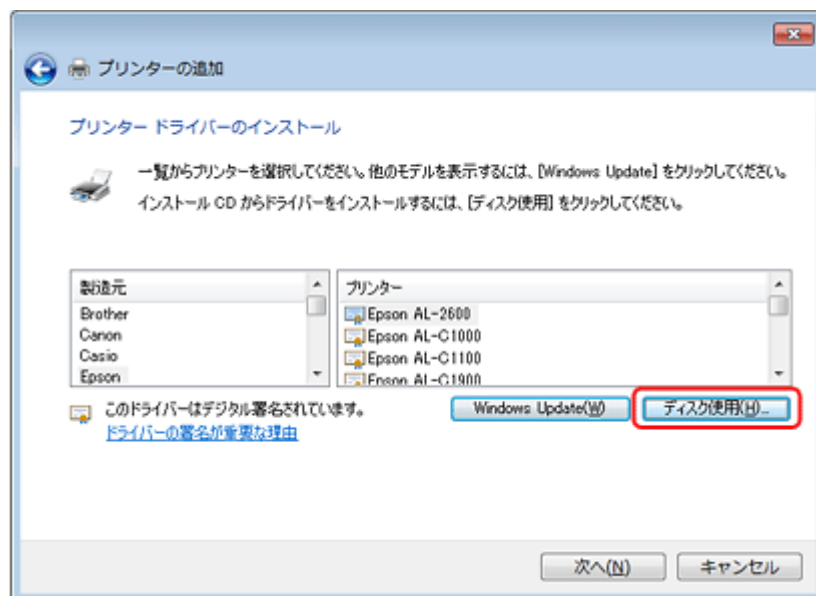 プリンターの追加
プリンター ドライバーのインストール
一覧からプリンターを選択してください。他のモデルを表示するには、[Windows Update] をクリックしてください。
インストール CD からドライバーをインストールするには、[ディスク使用] をクリックしてください。
製造元
Brother
Canon
Casio
Epson
プリンター
Epson AL-2600
Epson AL-C1000
Epson AL-C1100
Epson AL-C1900
このドライバーはデジタル署名されています。
Windows Update(W)
ディスク使用(H)...
ドライバーの署名が重要な理由
次へ(N)
キャンセル